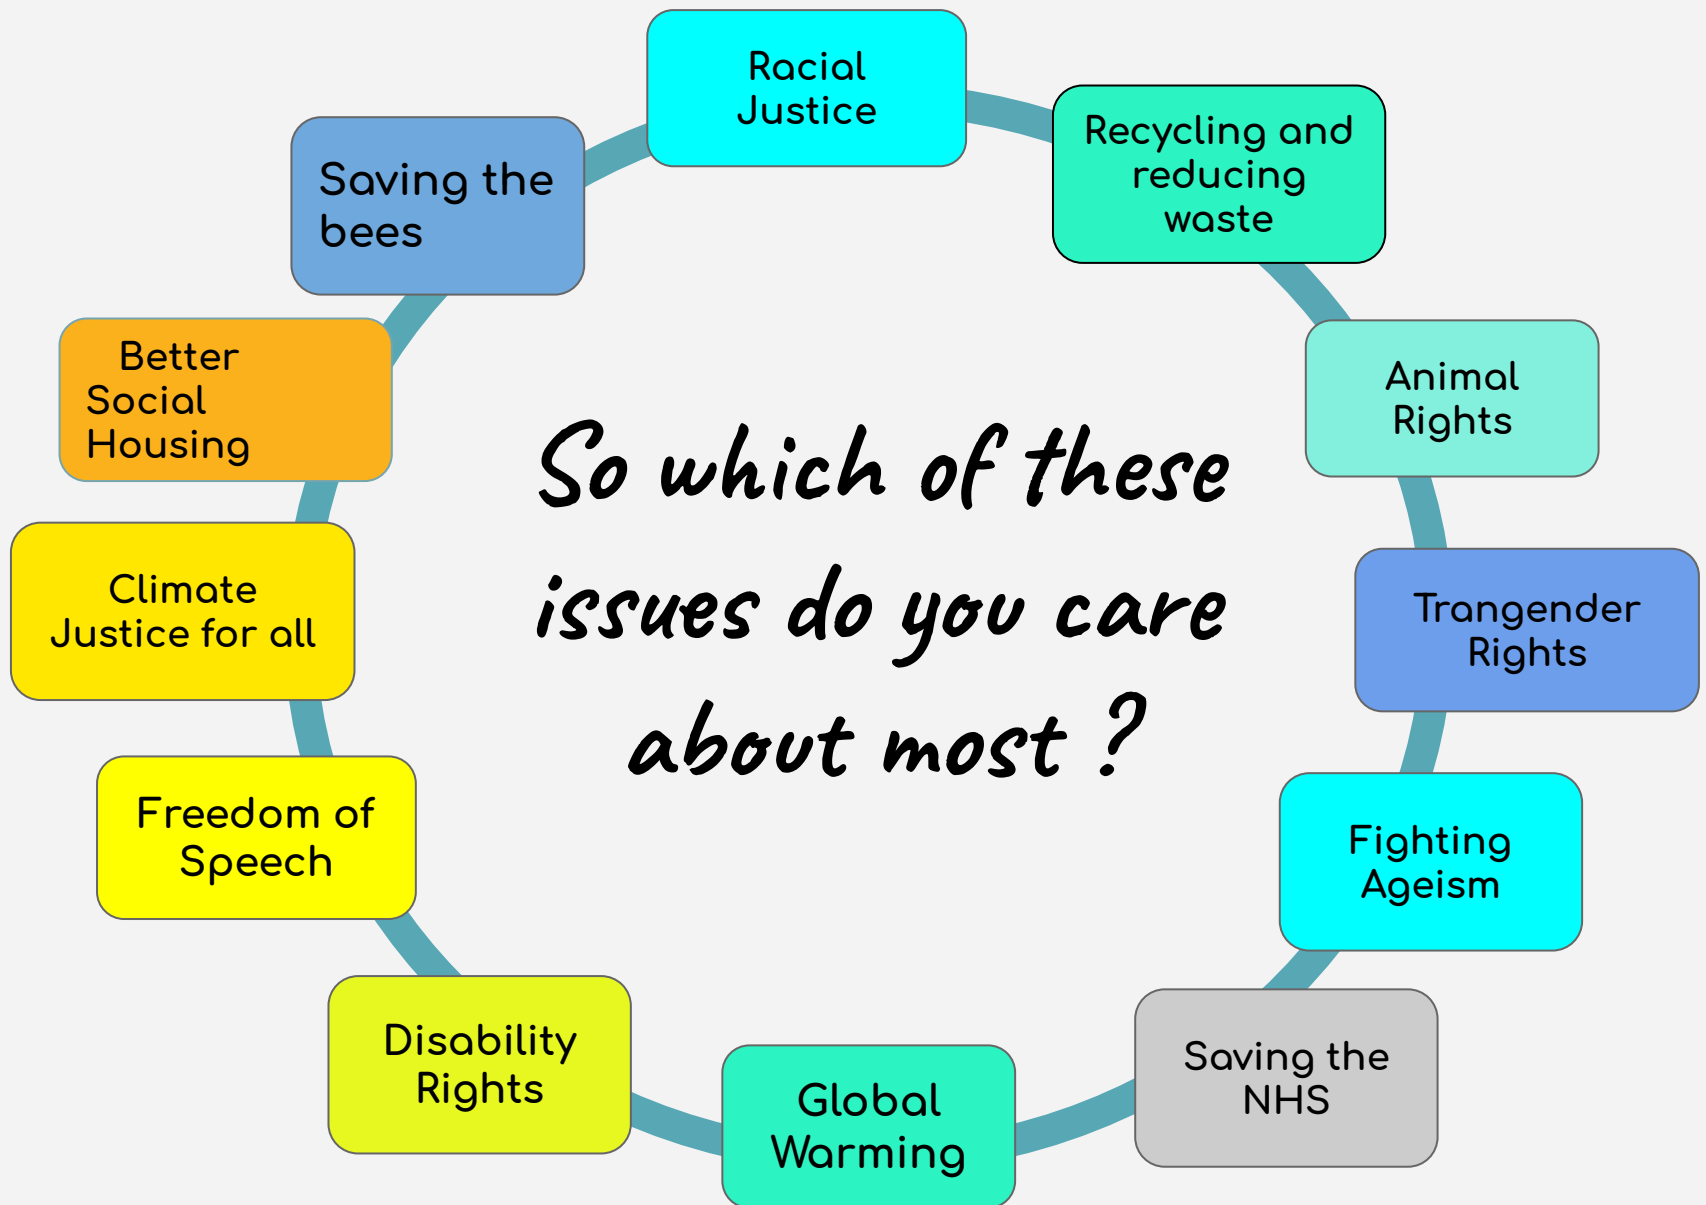 Racial
Justice
Recycling and
reducing
waste
Animal
Rights
Trangender
Rights
Fighting
Ageism
Saving the
NHS
Global
Warming
Disability
Rights
Freedom of
Speech
Climate
Justice for all
Better
Social
Housing
Saving the
bees
So which of these
issues do you care
about most ?